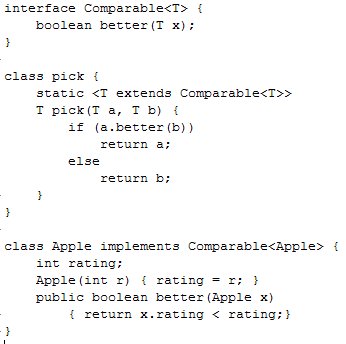 interface Comparable<T> {
    boolean better(T x);
}
class pick {
    static <T extends Comparable<T>>
    T pick(T a, T b) {
        if (a.better(b))
            return a;
        else
            return b;
    }
}
class Apple implements Comparable<Apple> {
    int rating;
    Apple(int r) { rating = r; }
    public boolean better(Apple x)
        { return x.rating < rating;}
}